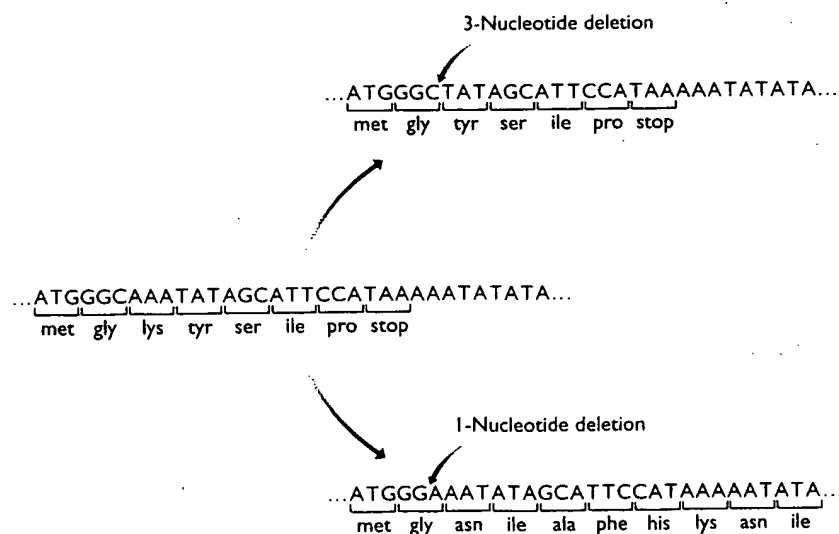 3-Nucleotide deletion
...ATGGGCTATAGCATTCCATAAAAATATATA...
met gly tyr ser ile pro stop
...ATGGGCAAATATAGCATTCCATAAAAATATATA...
met gly lys tyr ser ile pro stop
1-Nucleotide deletion
...ATGGGAAATATAGCATTCCATAAAAATATA...
met gly asn ile ala phe his lys asn ile